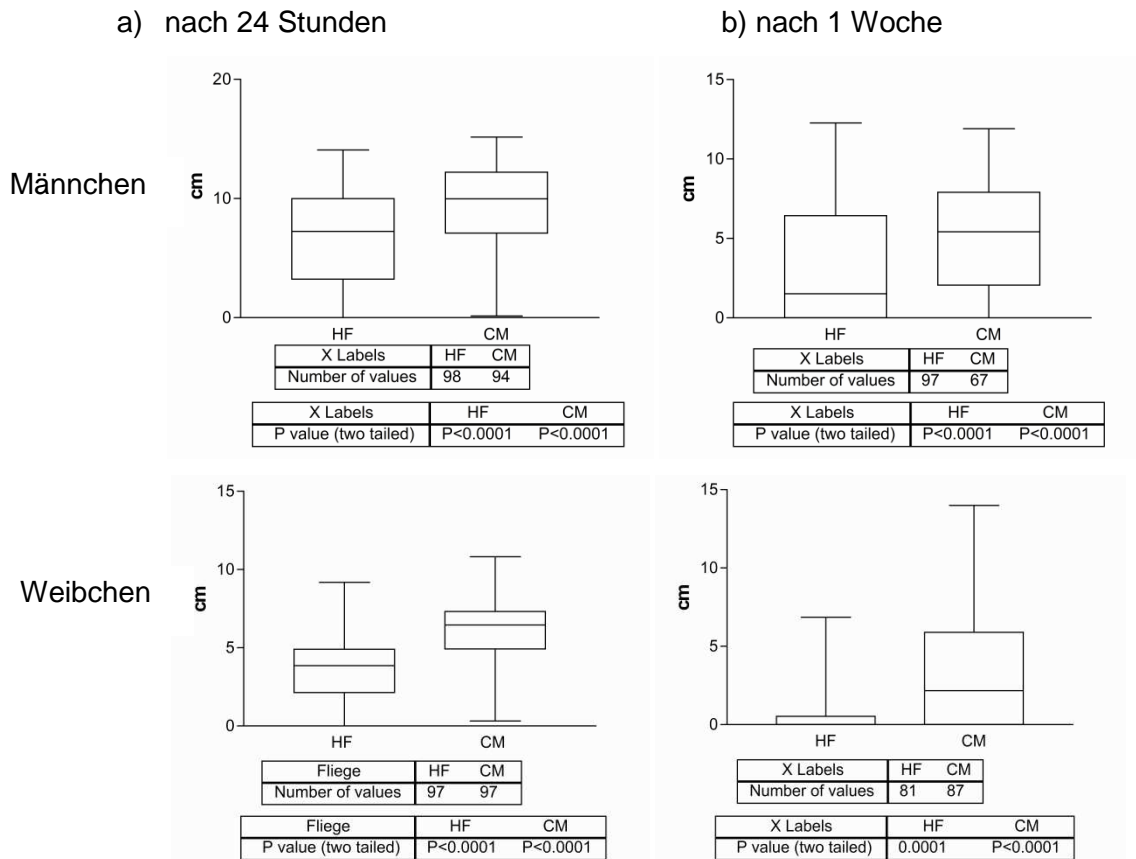 a) nach 24 Stunden
b) nach 1 Woche
Männchen
20
10
0
cm
HF CM
X Labels HF CM
Number of values 98 94
X Labels HF CM
P value (two tailed) P<0.0001 P<0.0001
15
10
5
0
cm
HF CM
X Labels HF CM
Number of values 97 67
X Labels HF CM
P value (two tailed) P<0.0001 P<0.0001
Weibchen
15
10
5
0
cm
HF CM
Fliege HF CM
Number of values 97 97
Fliege HF CM
P value (two tailed) P<0.0001 P<0.0001
15
10
5
0
cm
HF CM
X Labels HF CM
Number of values 81 87
X Labels HF CM
P value (two tailed) 0.0001 P<0.0001